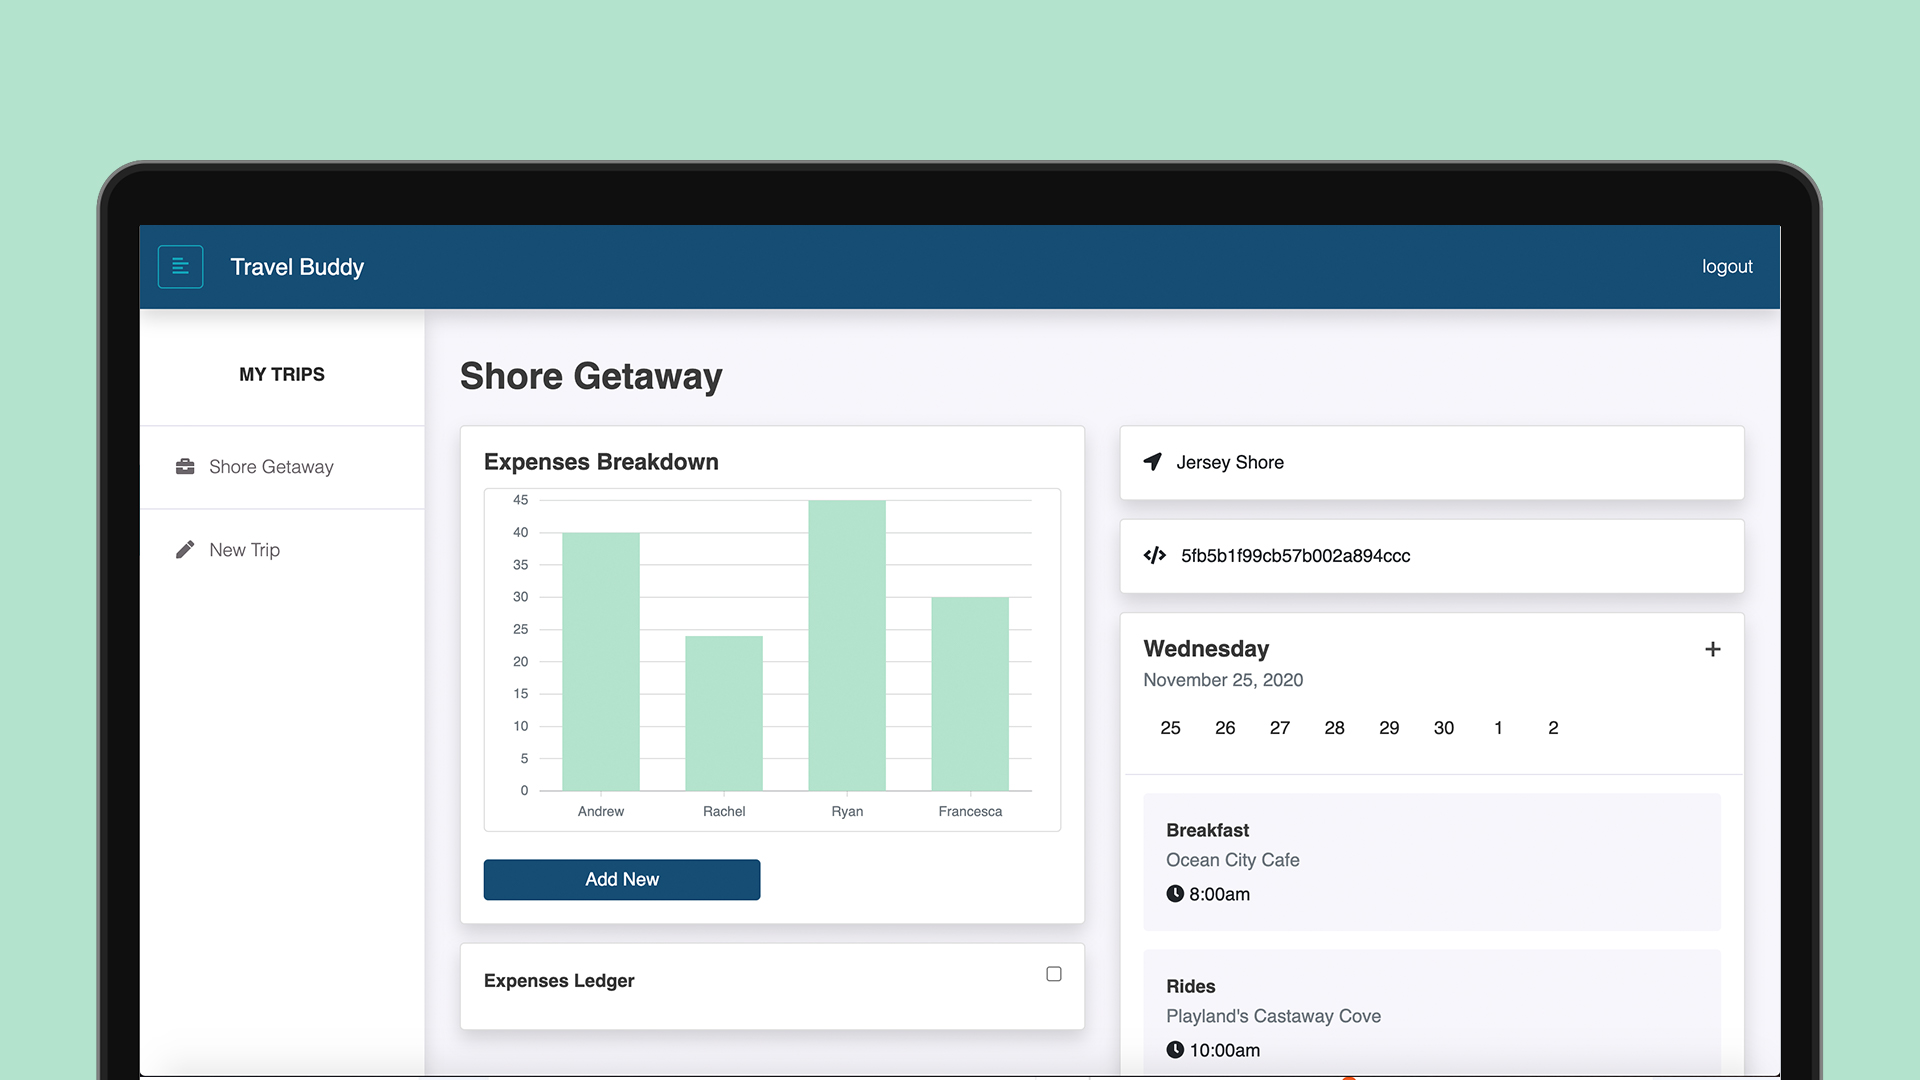 Travel Buddy
logout
MY TRIPS
Shore Getaway
New Trip
Shore Getaway
Expenses Breakdown
45
40
35
30
25
20
15
10
5
0
Andrew Rachel Ryan Francesca
Add New
Expenses Ledger
Jersey Shore
5fb5b1f99cb57b002a894ccc
Wednesday
November 25, 2020
25 26 27 28 29 30 1 2
Breakfast
Ocean City Cafe
8:00am
Rides
Playland's Castaway Cove
10:00am